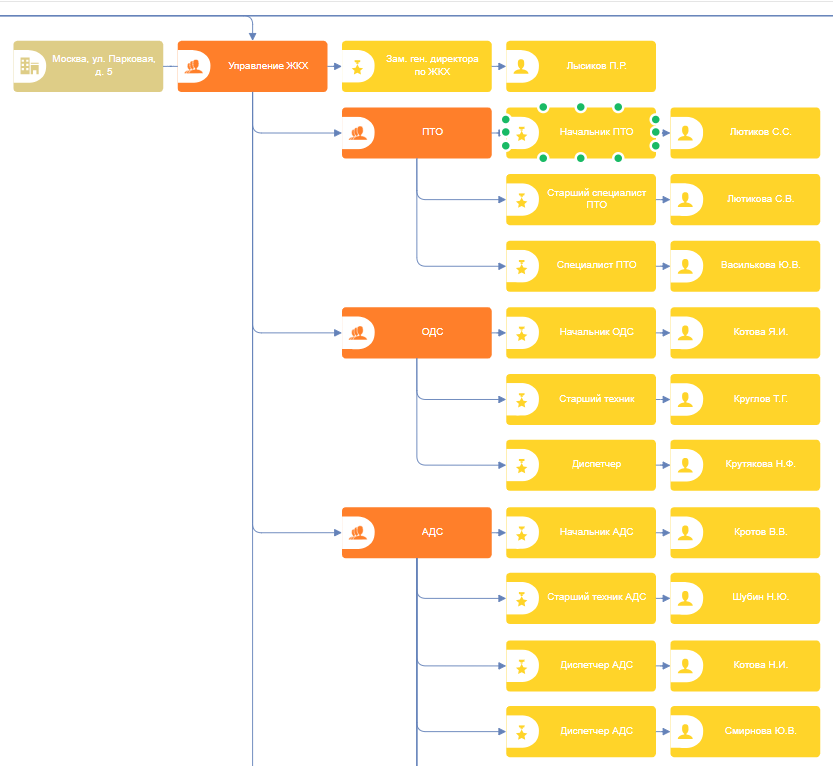 Москва, ул. Парковая,
д. 5
Управление ЖКХ
Зам. ген. директора
по ЖКХ
Лысиков П.Р.
ПТО
Начальник ПТО
Лютиков С.С.
Старший специалист
ПТО
Лютикова С.В.
Специалист ПТО
Василькова Ю.В.
ОДС
Начальник ОДС
Котова Я.И.
Старший техник
Круглов Т.Г.
Диспетчер
Крутякова Н.Ф.
АДС
Начальник АДС
Кротов В.В.
Старший техник АДС
Шубин Н.Ю.
Диспетчер АДС
Котова Н.И.
Диспетчер АДС
Смирнова Ю.В.